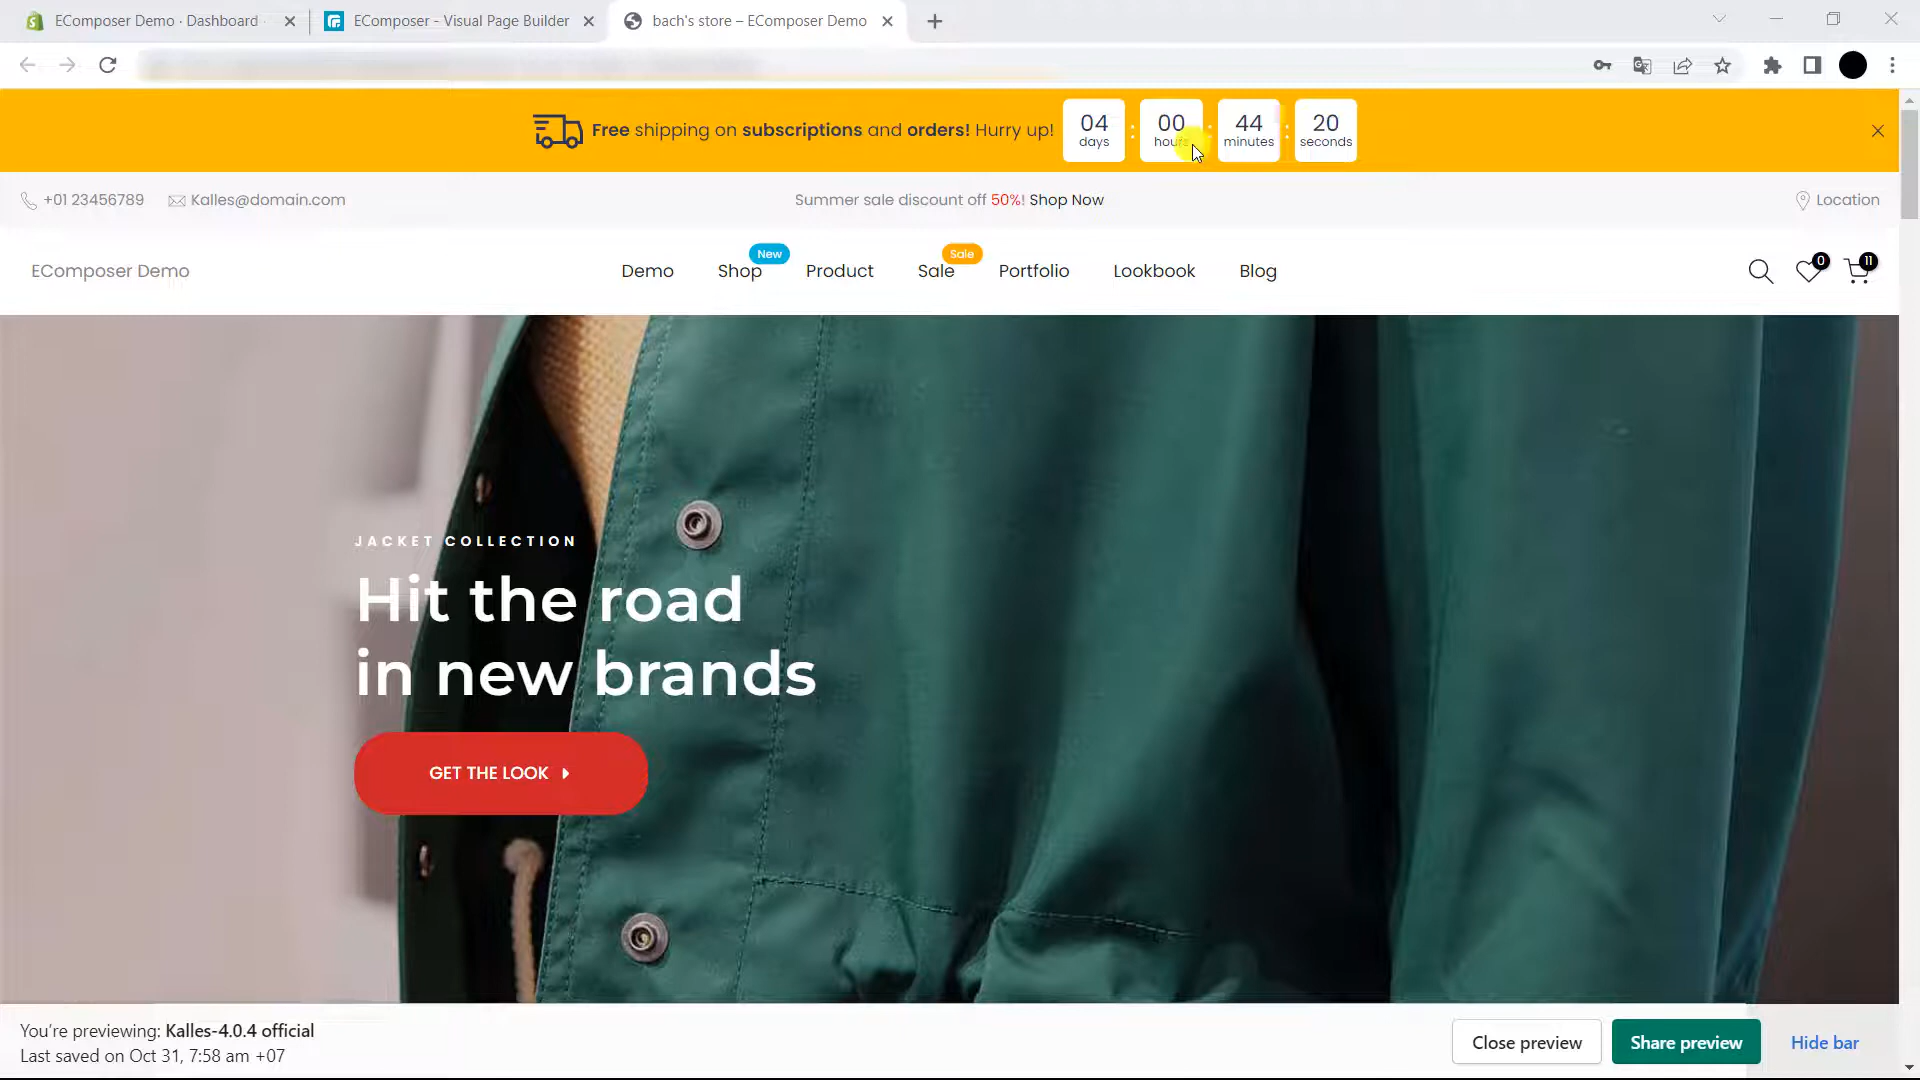 EComposer Demo · Dashboard
EComposer - Visual Page Builder
bach's store – EComposer Demo
Free shipping on subscriptions and orders! Hurry up!
04 : 00 : 44 : 20
days hours minutes seconds
+01 23456789 Kalles@domain.com Summer sale discount off 50%! Shop Now Location
New Sale
EComposer Demo Demo Shop Product Sale Portfolio Lookbook Blog 0 11
JACKET COLLECTION
Hit the road
in new brands
GET THE LOOK
You're previewing: Kalles-4.0.4 official
Last saved on Oct 31, 7:58 am +07
Close preview Share preview Hide bar